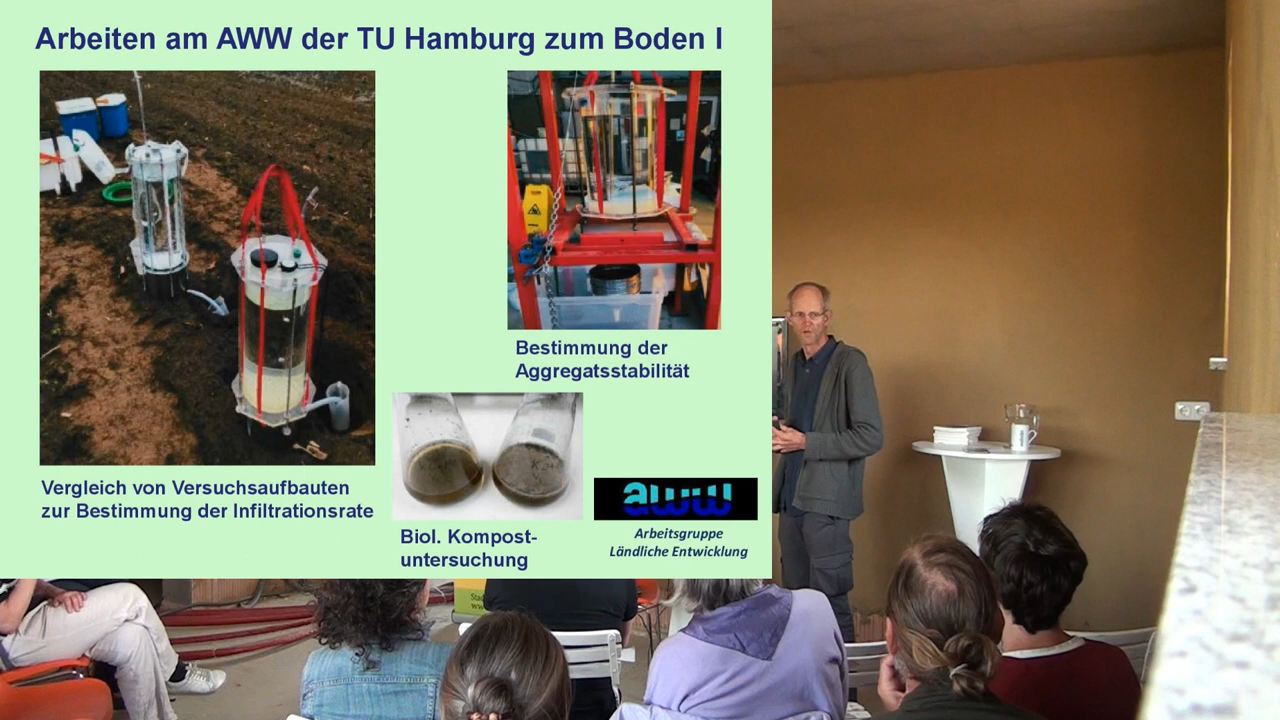 Arbeiten am AWW der TU Hamburg zum Boden I
Bestimmung der
Aggregatsstabilität
Vergleich von Versuchsaufbauten
zur Bestimmung der Infiltrationsrate
Biol. Kompost-
untersuchung
aww
Arbeitsgruppe
Ländliche Entwicklung